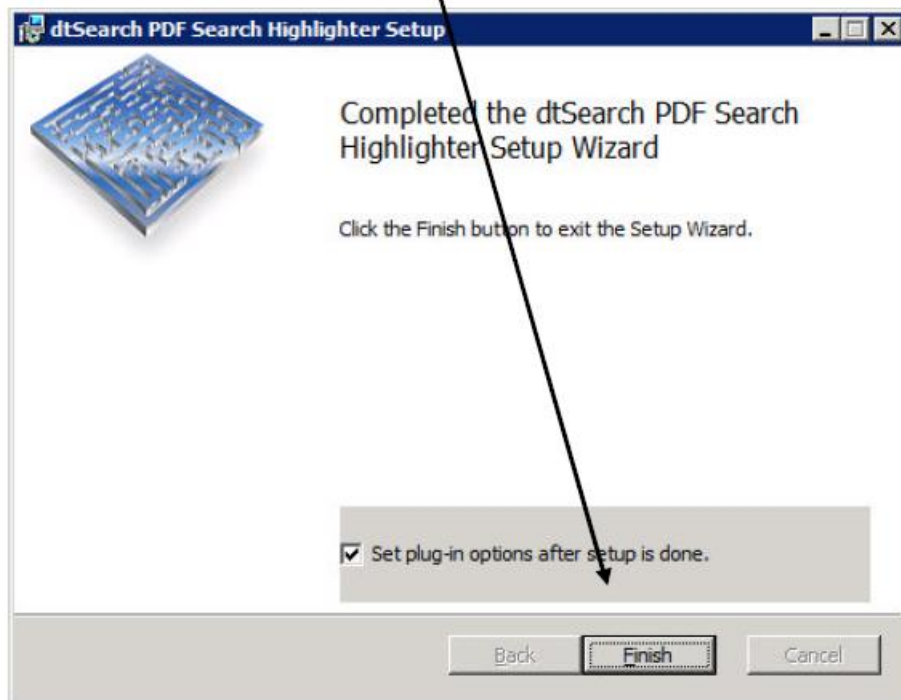 dtSearch PDF Search Highlighter Setup
Completed the dtSearch PDF Search
Highlighter Setup Wizard
Click the Finish button to exit the Setup Wizard.
Set plug-in options after setup is done.
Back Finish Cancel